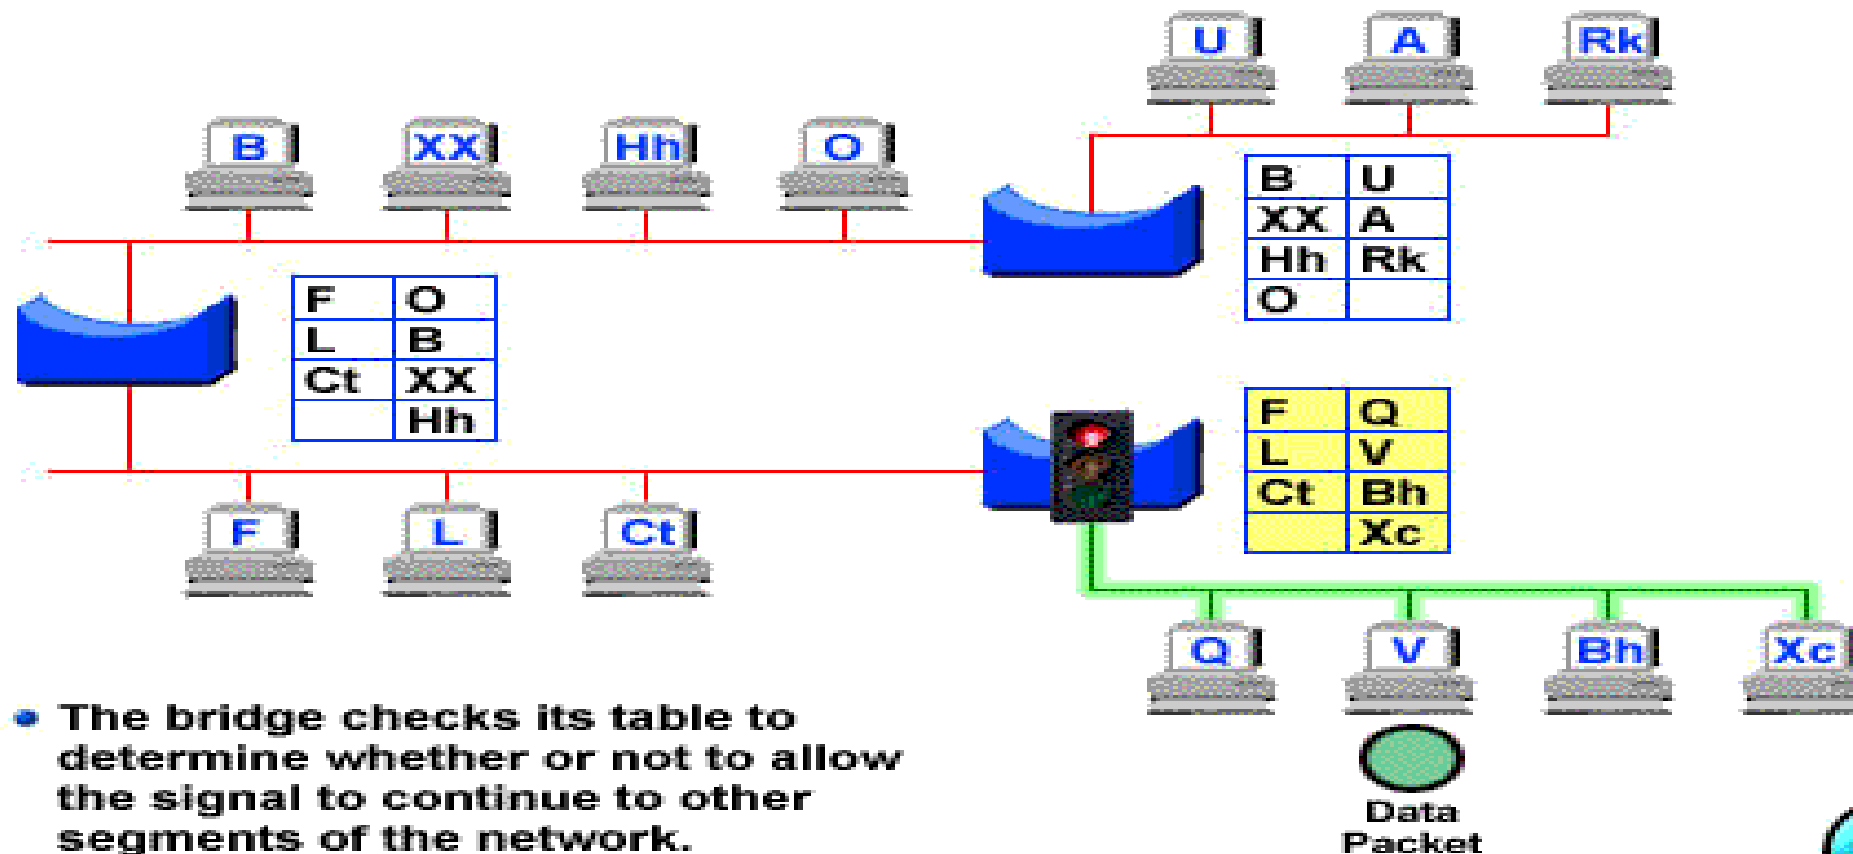 U A Rk
B XX Hh O
B U
XX A
Hh Rk
O
F O
L B
Ct XX
Hh
F Q
L V
Ct Bh
Xc
F L Ct
Q V Bh Xc
The bridge checks its table to
determine whether or not to allow
the signal to continue to other
segments of the network.
Data
Packet